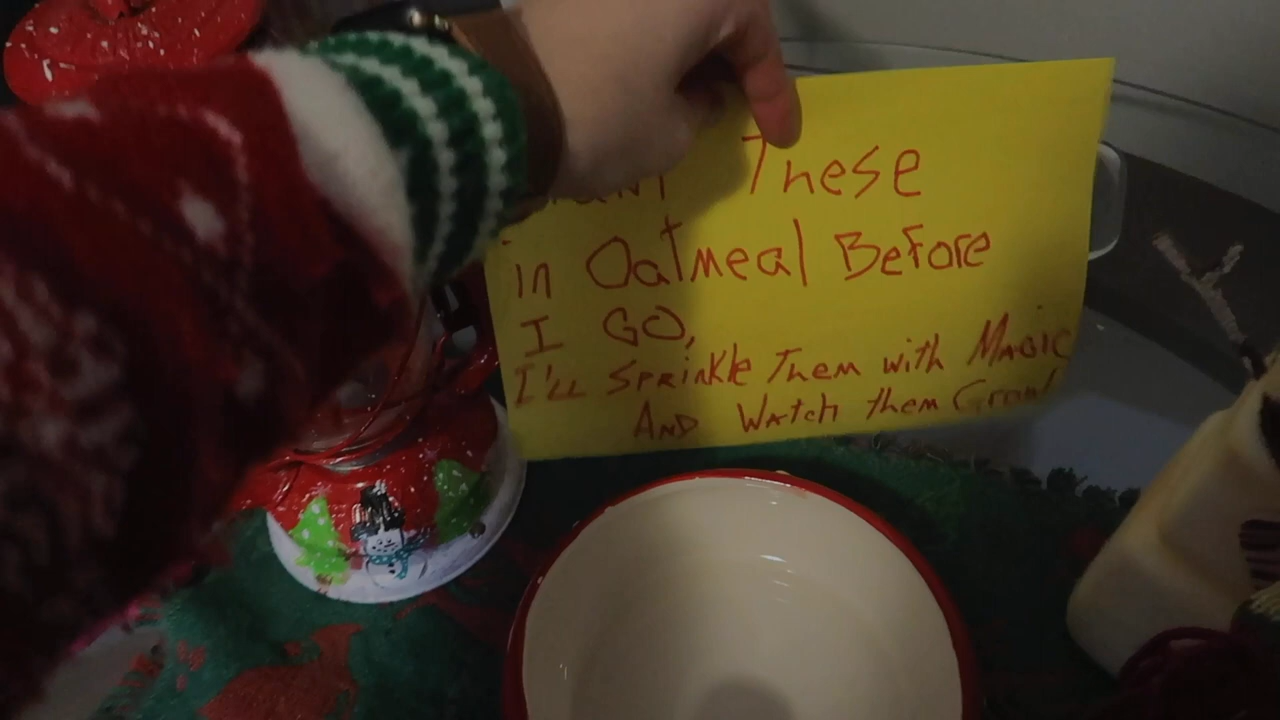 These
in Oatmeal Before
I GO,
I'll Sprinkle Them with Magic
And Watch them Grow!